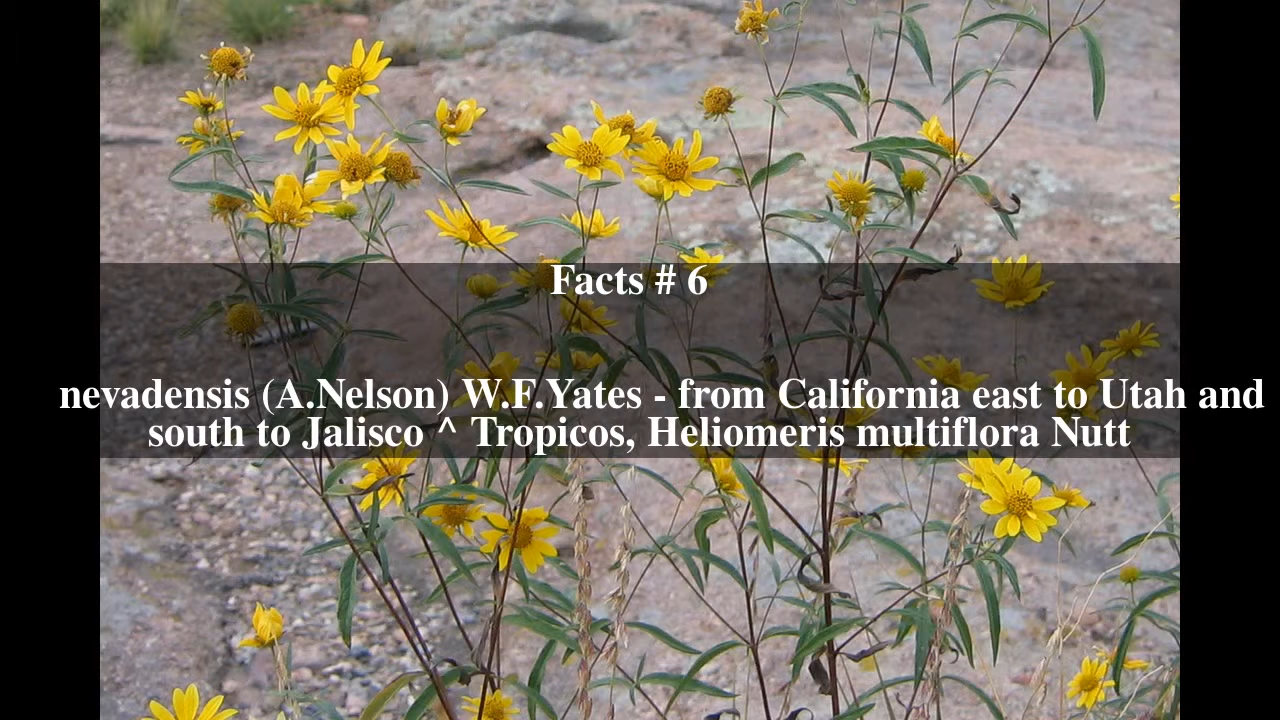 Facts # 6
nevadensis (A.Nelson) W.F.Yates - from California east to Utah and
south to Jalisco ^ Tropicos, Heliomeris multiflora Nutt